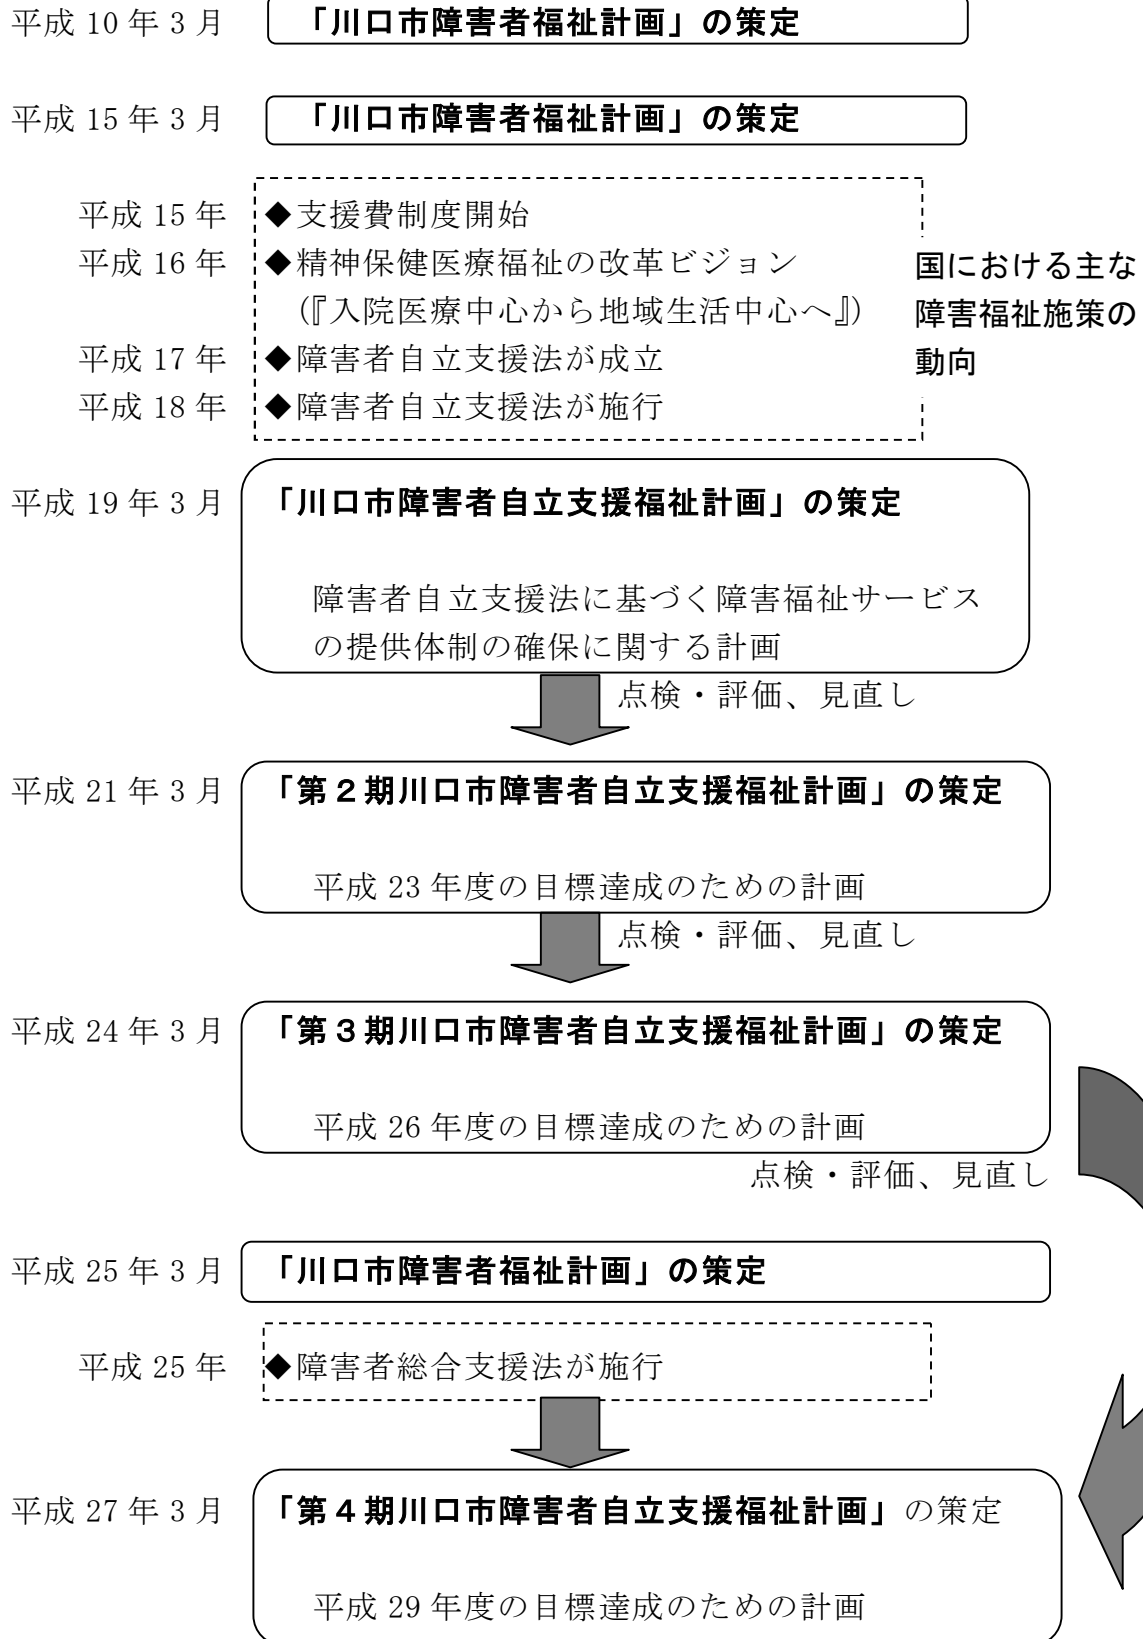 平成 10 年 3 月 「川口市障害者福祉計画」の策定
平成 15 年 3 月 「川口市障害者福祉計画」の策定
平成 15 年 ◆支援費制度開始
平成 16 年 ◆精神保健医療福祉の改革ビジョン
(『入院医療中心から地域生活中心へ』)
平成 17 年 ◆障害者自立支援法が成立
平成 18 年 ◆障害者自立支援法が施行
国における主な
障害福祉施策の
動向
平成 19 年 3 月 「川口市障害者自立支援福祉計画」の策定
障害者自立支援法に基づく障害福祉サービス
の提供体制の確保に関する計画
点検・評価、見直し
平成 21 年 3 月 「第２期川口市障害者自立支援福祉計画」の策定
平成 23 年度の目標達成のための計画
点検・評価、見直し
平成 24 年 3 月 「第３期川口市障害者自立支援福祉計画」の策定
平成 26 年度の目標達成のための計画
点検・評価、見直し
平成 25 年 3 月 「川口市障害者福祉計画」の策定
平成 25 年 ◆障害者総合支援法が施行
平成 27 年 3 月 「第４期川口市障害者自立支援福祉計画」の策定
平成 29 年度の目標達成のための計画